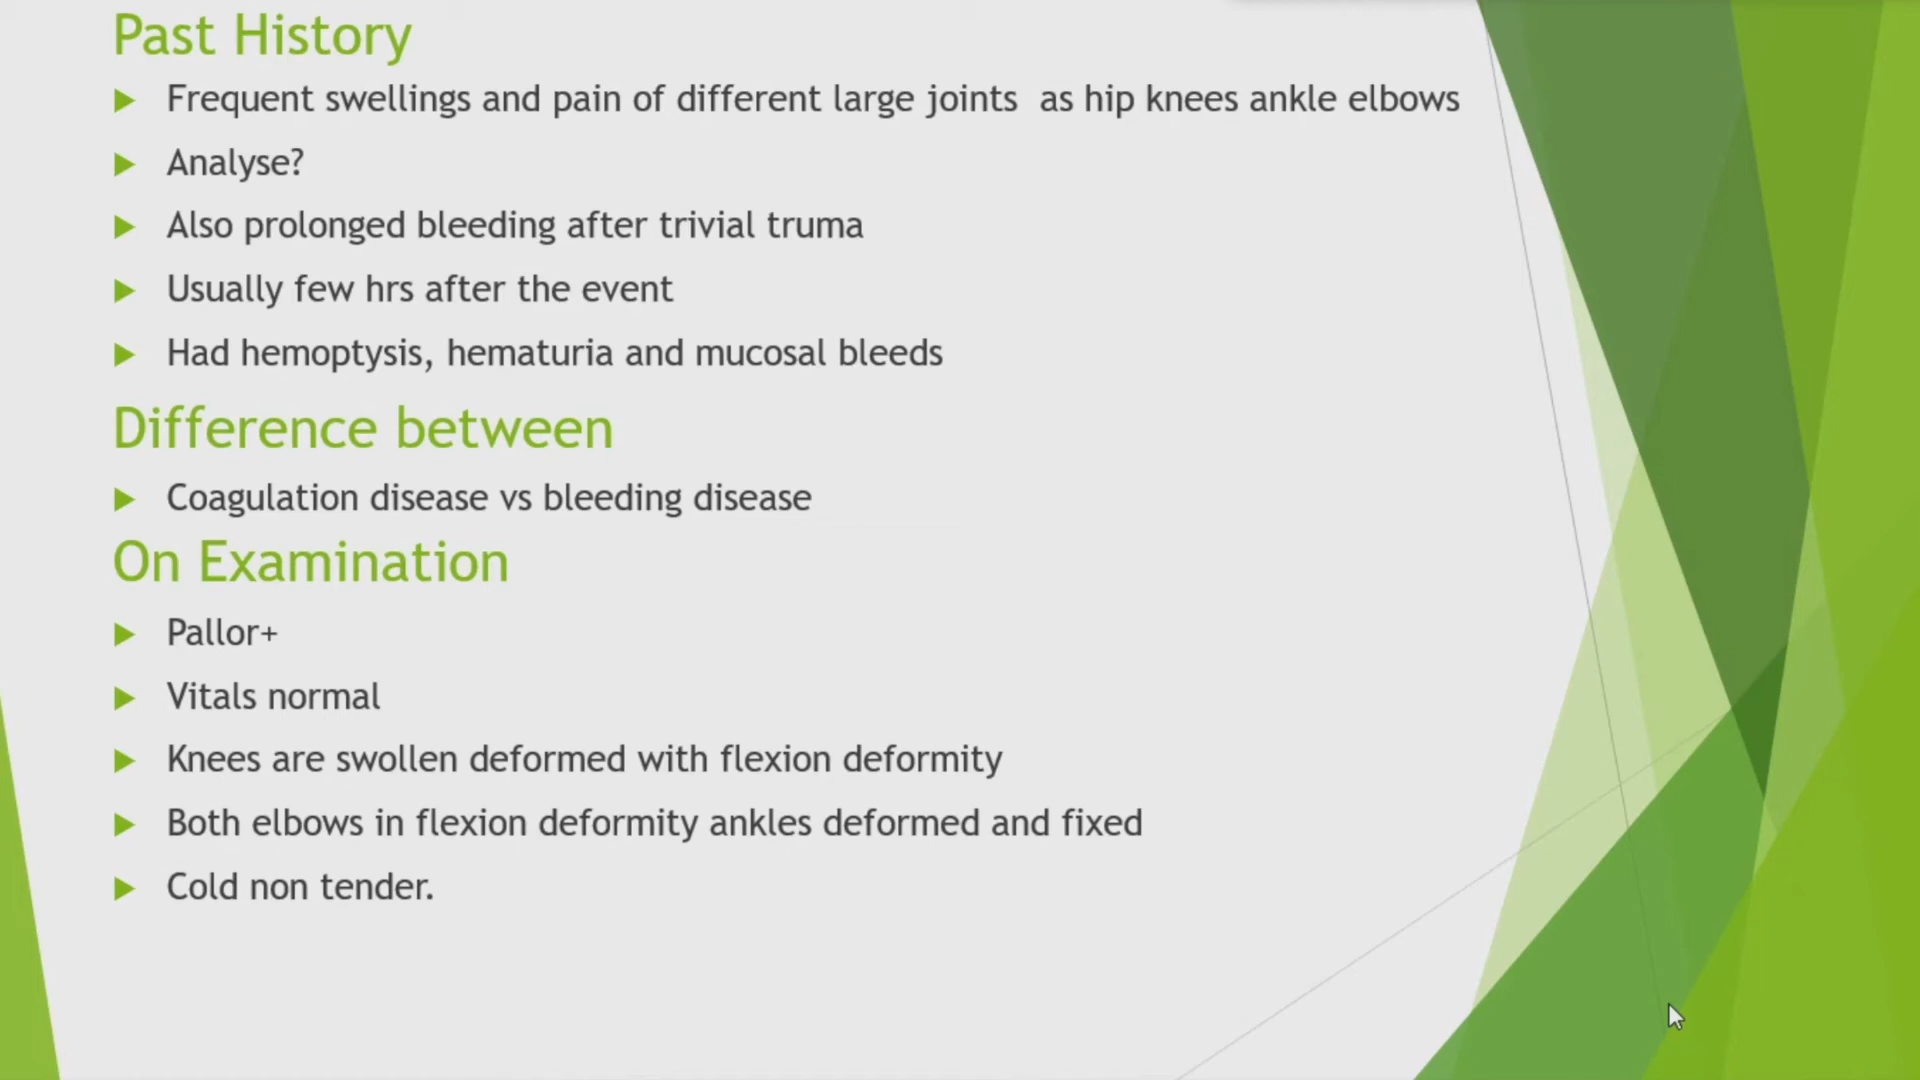 Past History
Frequent swellings and pain of different large joints as hip knees ankle elbows
Analyse?
Also prolonged bleeding after trivial truma
Usually few hrs after the event
Had hemoptysis, hematuria and mucosal bleeds
Difference between
Coagulation disease vs bleeding disease
On Examination
Pallor+
Vitals normal
Knees are swollen deformed with flexion deformity
Both elbows in flexion deformity ankles deformed and fixed
Cold non tender.